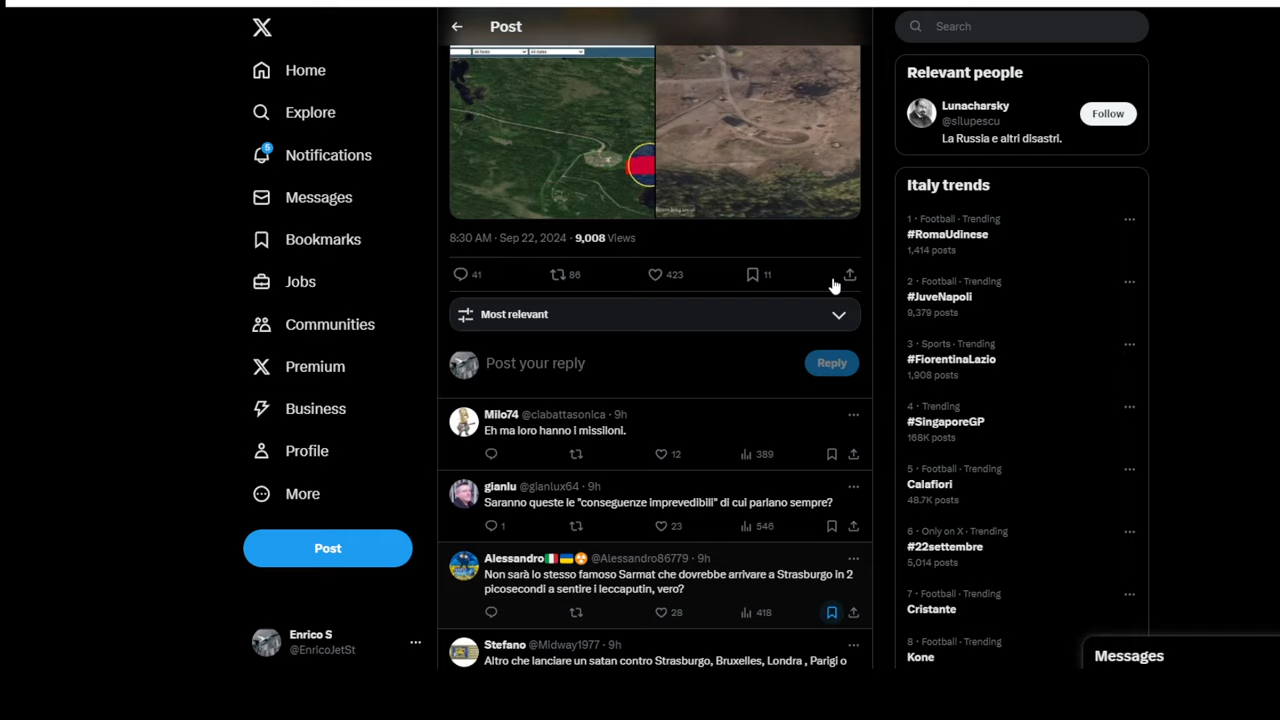 Home
Explore
5
Notifications
Messages
Bookmarks
Jobs
Communities
Premium
Business
Profile
More
Post
Enrico S
@EnricoJetSt
Post
All fields
All dates
8:30 AM · Sep 22, 2024 · 9,008 Views
41 86 423 11
Most relevant
Post your reply
Reply
Milo74 @ciabattasonica · 9h
Eh ma loro hanno i missiloni.
12 389
gianlu @gianlux64 · 9h
Saranno queste le "conseguenze imprevedibili" di cui parlano sempre?
1 23 546
Alessandro @Alessandro86779 · 9h
Non sarà lo stesso famoso Sarmat che dovrebbe arrivare a Strasburgo in 2
picosecondi a sentire i leccaputin, vero?
28 418
Stefano @Midway1977 · 9h
Altro che lanciare un satan contro Strasburgo, Bruxelles, Londra , Parigi o
Search
Relevant people
Lunacharsky
@silupescu
Follow
La Russia e altri disastri.
Italy trends
1 · Football · Trending
#RomaUdinese
1,414 posts
2 · Football · Trending
#JuveNapoli
9,379 posts
3 · Sports · Trending
#FiorentinaLazio
1,908 posts
4 · Trending
#SingaporeGP
168K posts
5 · Football · Trending
Calafiori
48.7K posts
6 · Only on X · Trending
#22settembre
5,014 posts
7 · Football · Trending
Cristante
8 · Football · Trending
Kone
Messages